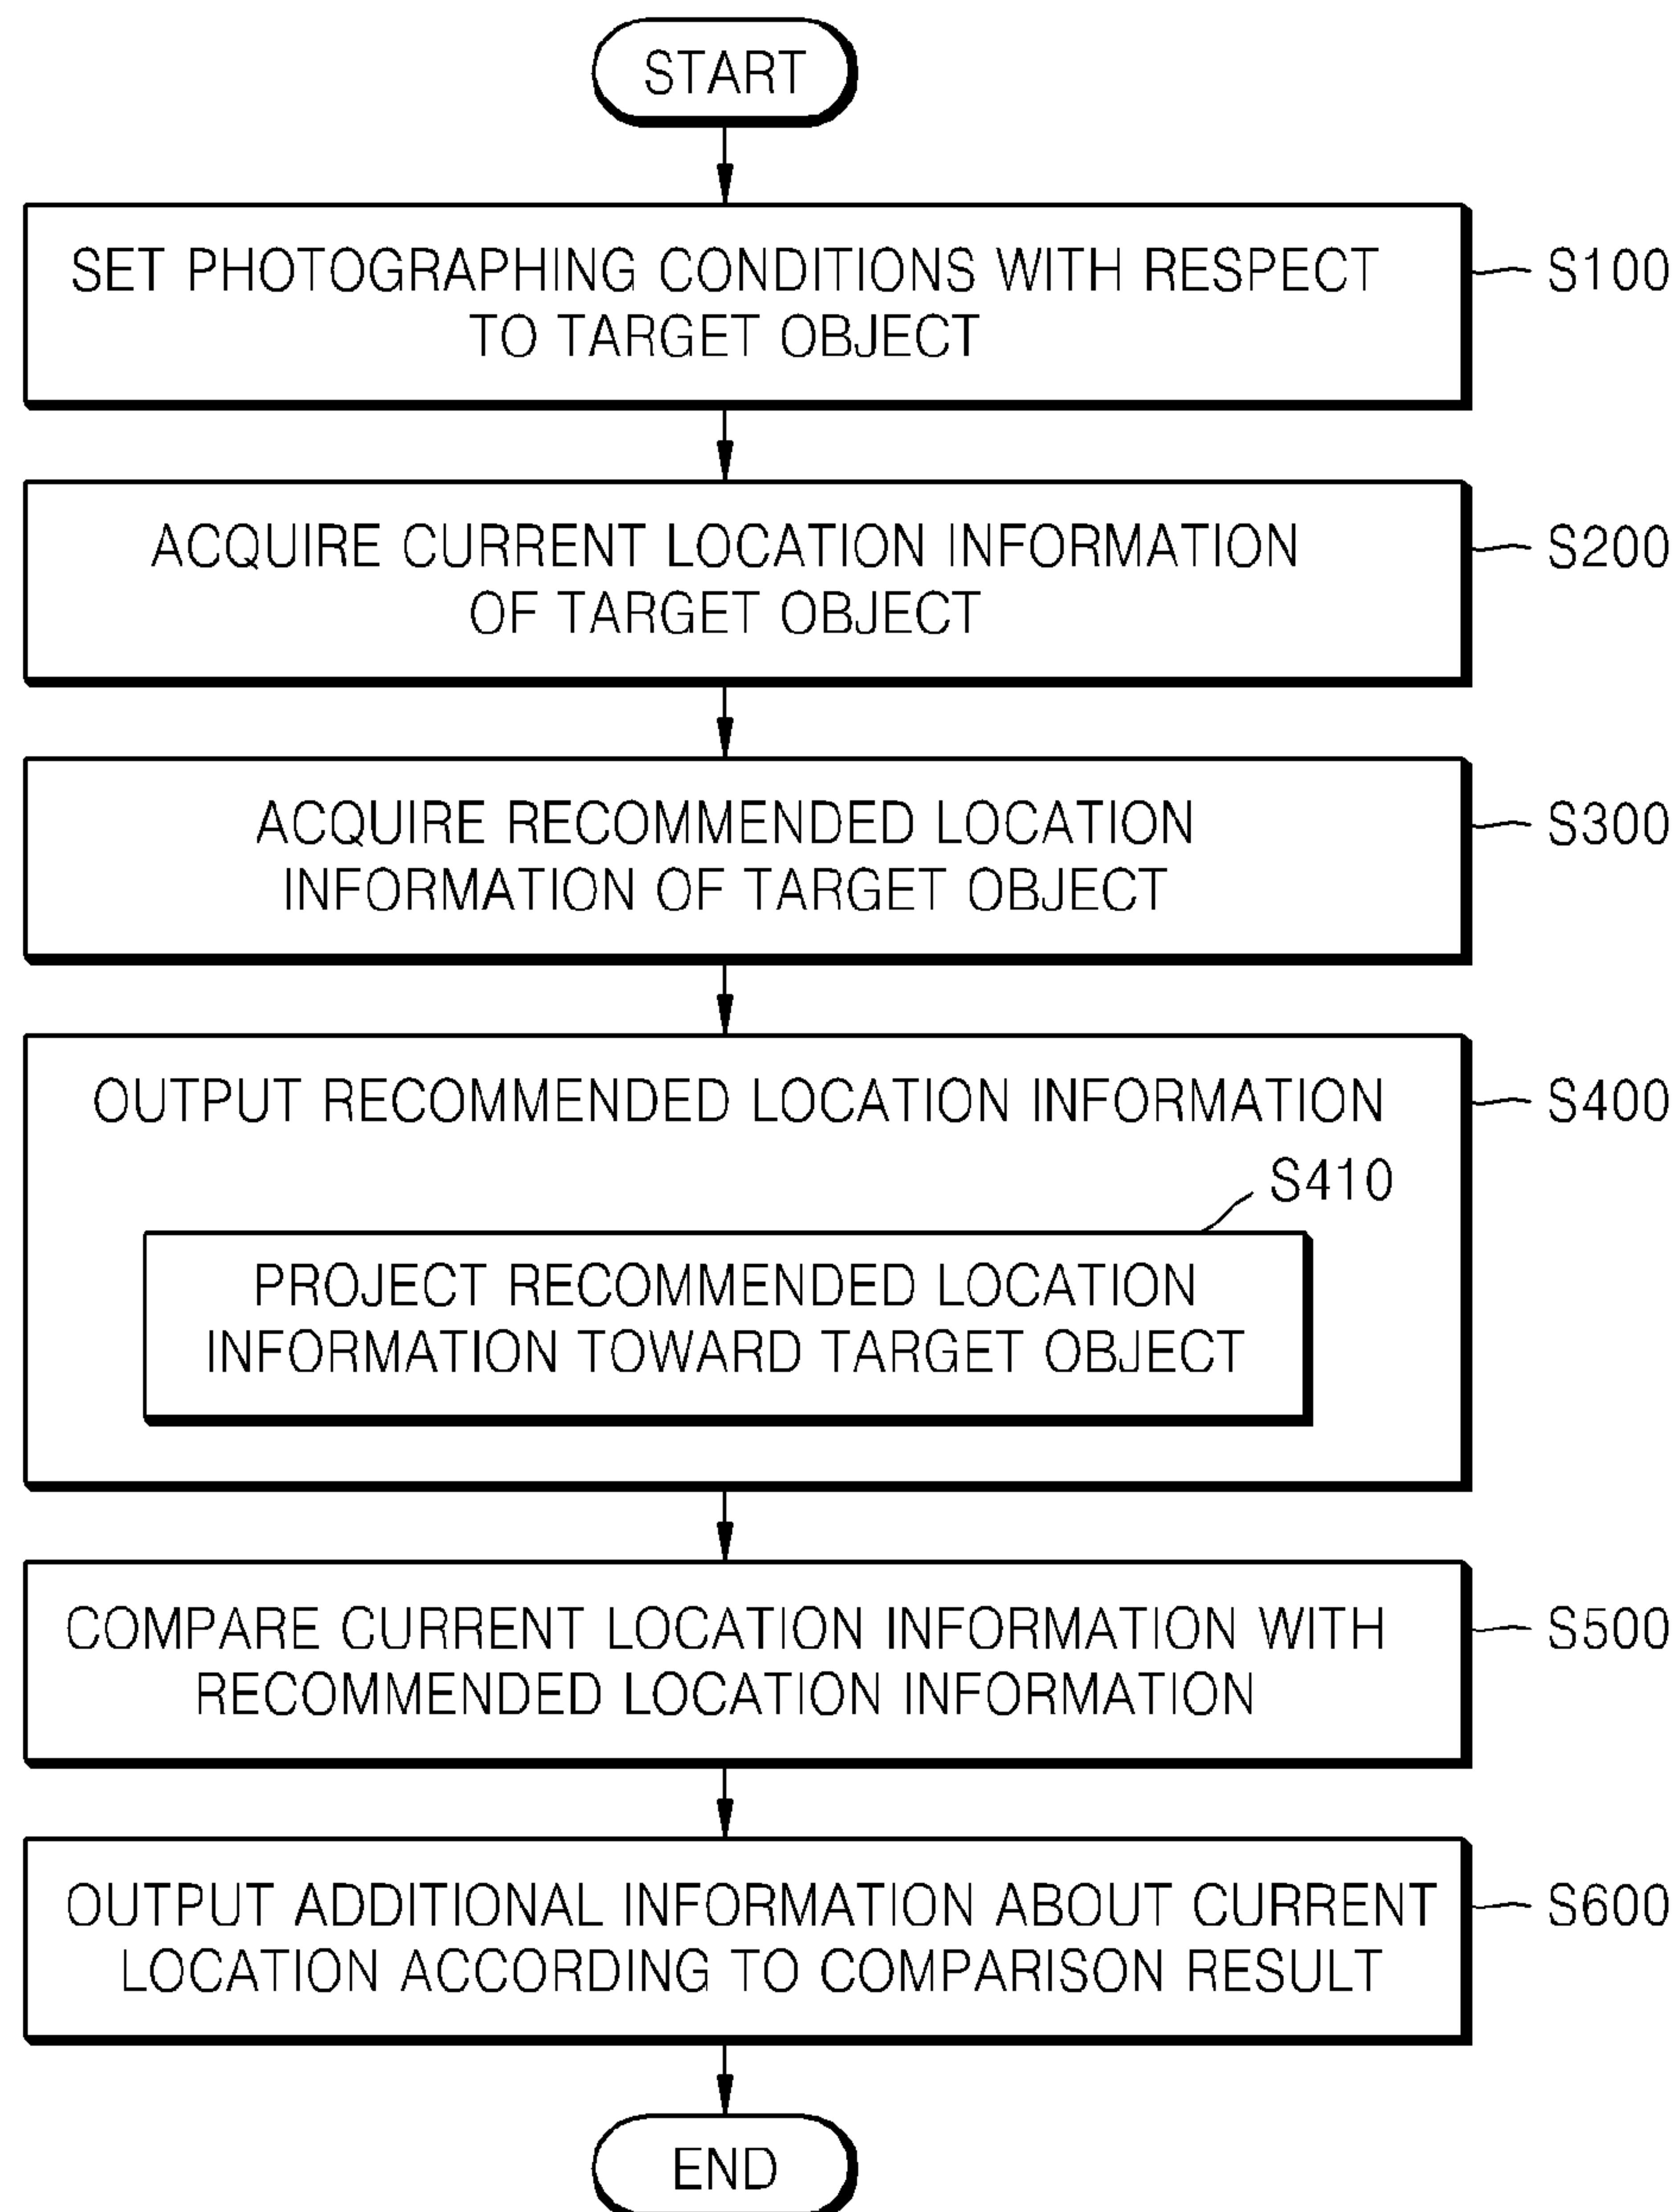 START
SET PHOTOGRAPHING CONDITIONS WITH RESPECT
TO TARGET OBJECT
S100
ACQUIRE CURRENT LOCATION INFORMATION
OF TARGET OBJECT
S200
ACQUIRE RECOMMENDED LOCATION
INFORMATION OF TARGET OBJECT
S300
OUTPUT RECOMMENDED LOCATION INFORMATION
S400
S410
PROJECT RECOMMENDED LOCATION
INFORMATION TOWARD TARGET OBJECT
COMPARE CURRENT LOCATION INFORMATION WITH
RECOMMENDED LOCATION INFORMATION
S500
OUTPUT ADDITIONAL INFORMATION ABOUT CURRENT
LOCATION ACCORDING TO COMPARISON RESULT
S600
END